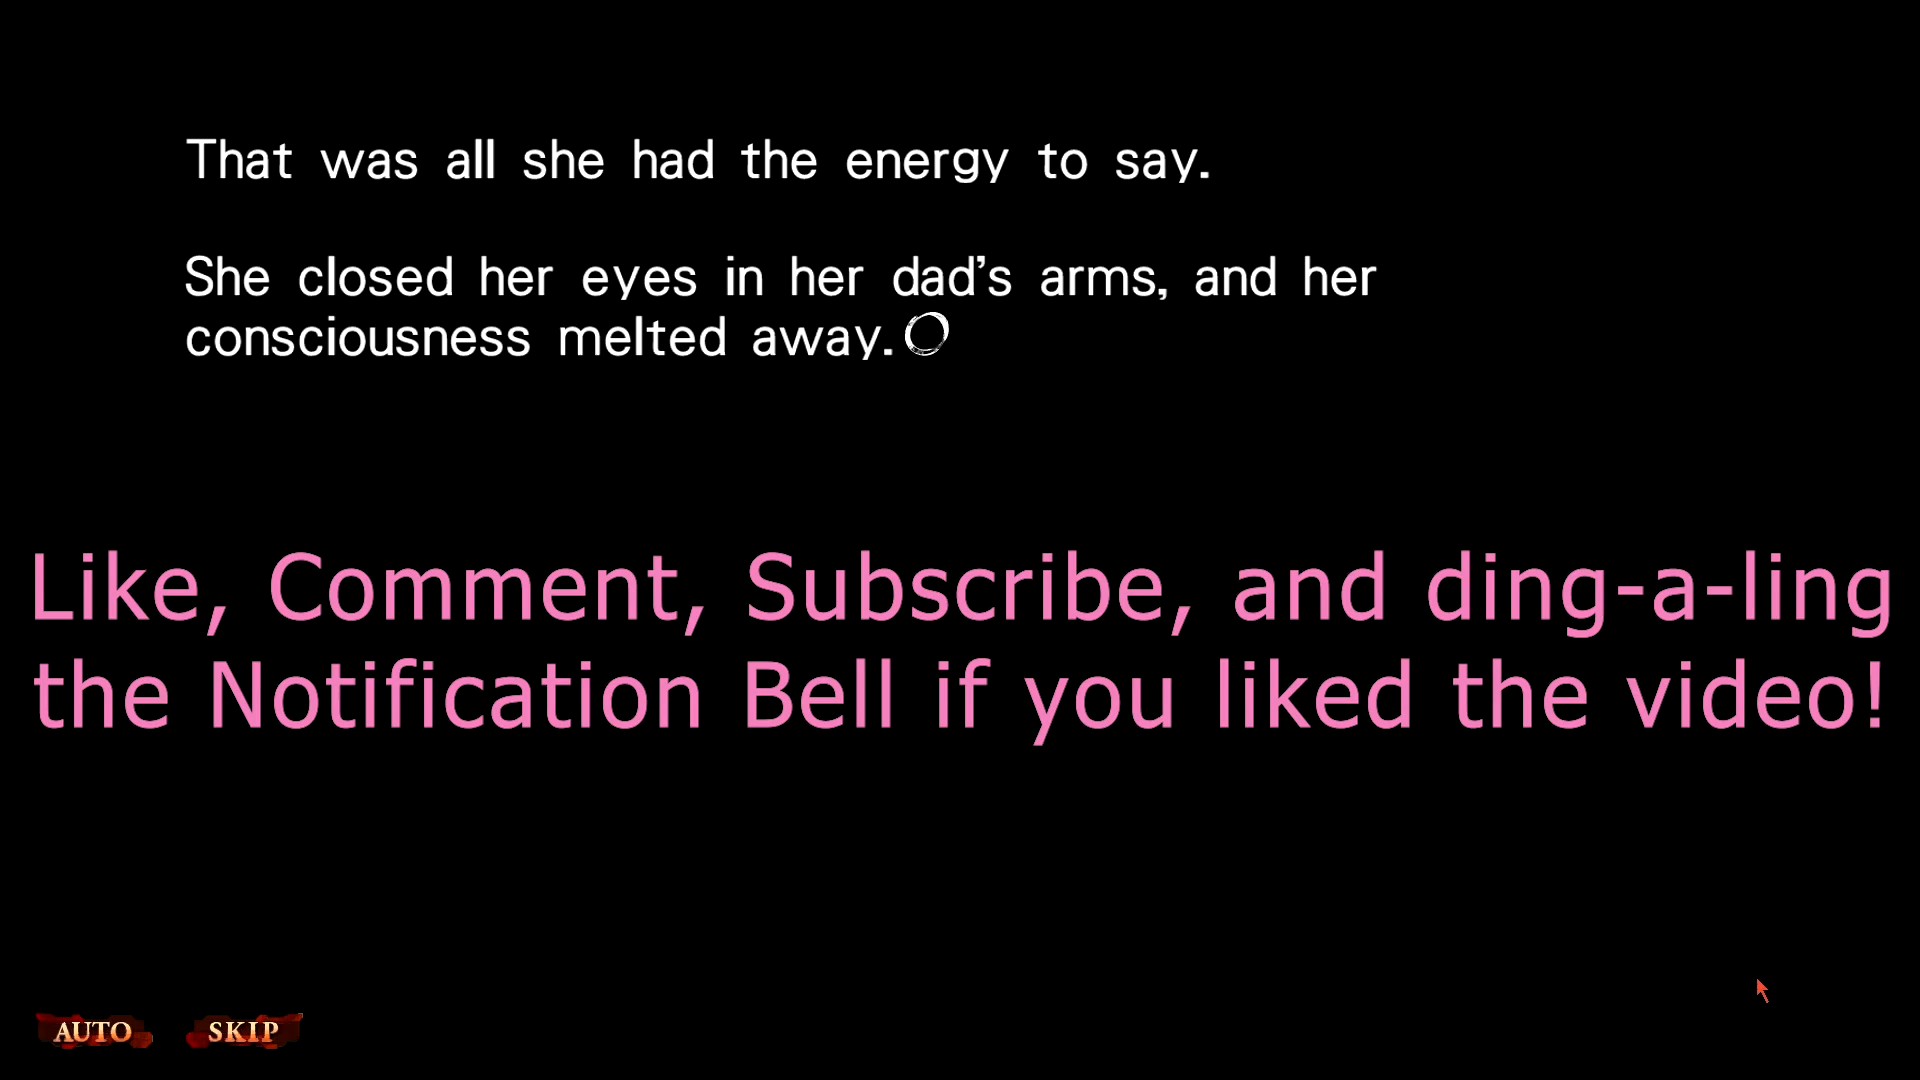 That was all she had the energy to say.
She closed her eyes in her dad's arms, and her
consciousness melted away.
Like, Comment, Subscribe, and ding-a-ling
the Notification Bell if you liked the video!
AUTO SKIP